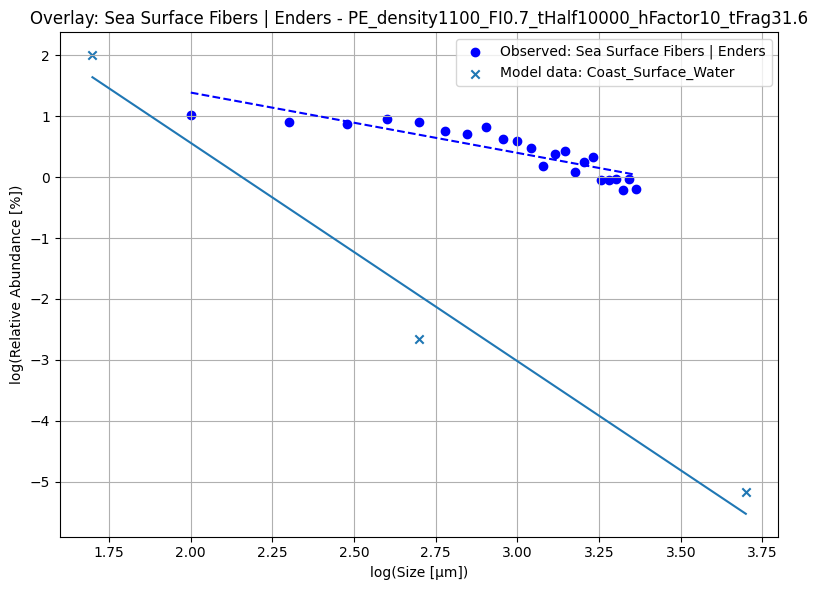 Overlay: Sea Surface Fibers | Enders - PE_density1100_FI0.7_tHalf10000_hFactor10_tFrag31.6
Observed: Sea Surface Fibers | Enders
Model data: Coast_Surface_Water
log(Relative Abundance [%])
2
1
0
−1
−2
−3
−4
−5
1.75 2.00 2.25 2.50 2.75 3.00 3.25 3.50 3.75
log(Size [µm])